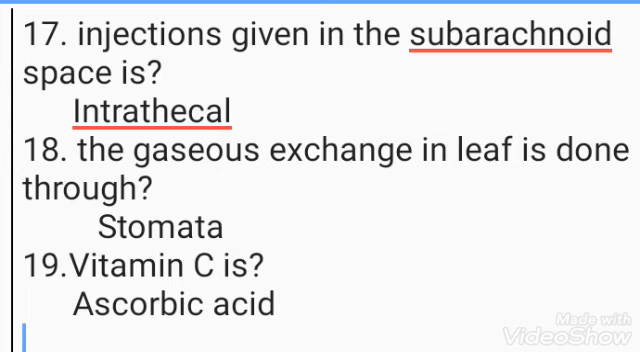 17. injections given in the subarachnoid
space is?
Intrathecal
18. the gaseous exchange in leaf is done
through?
Stomata
19.Vitamin C is?
Ascorbic acid
Made with
VideoShow